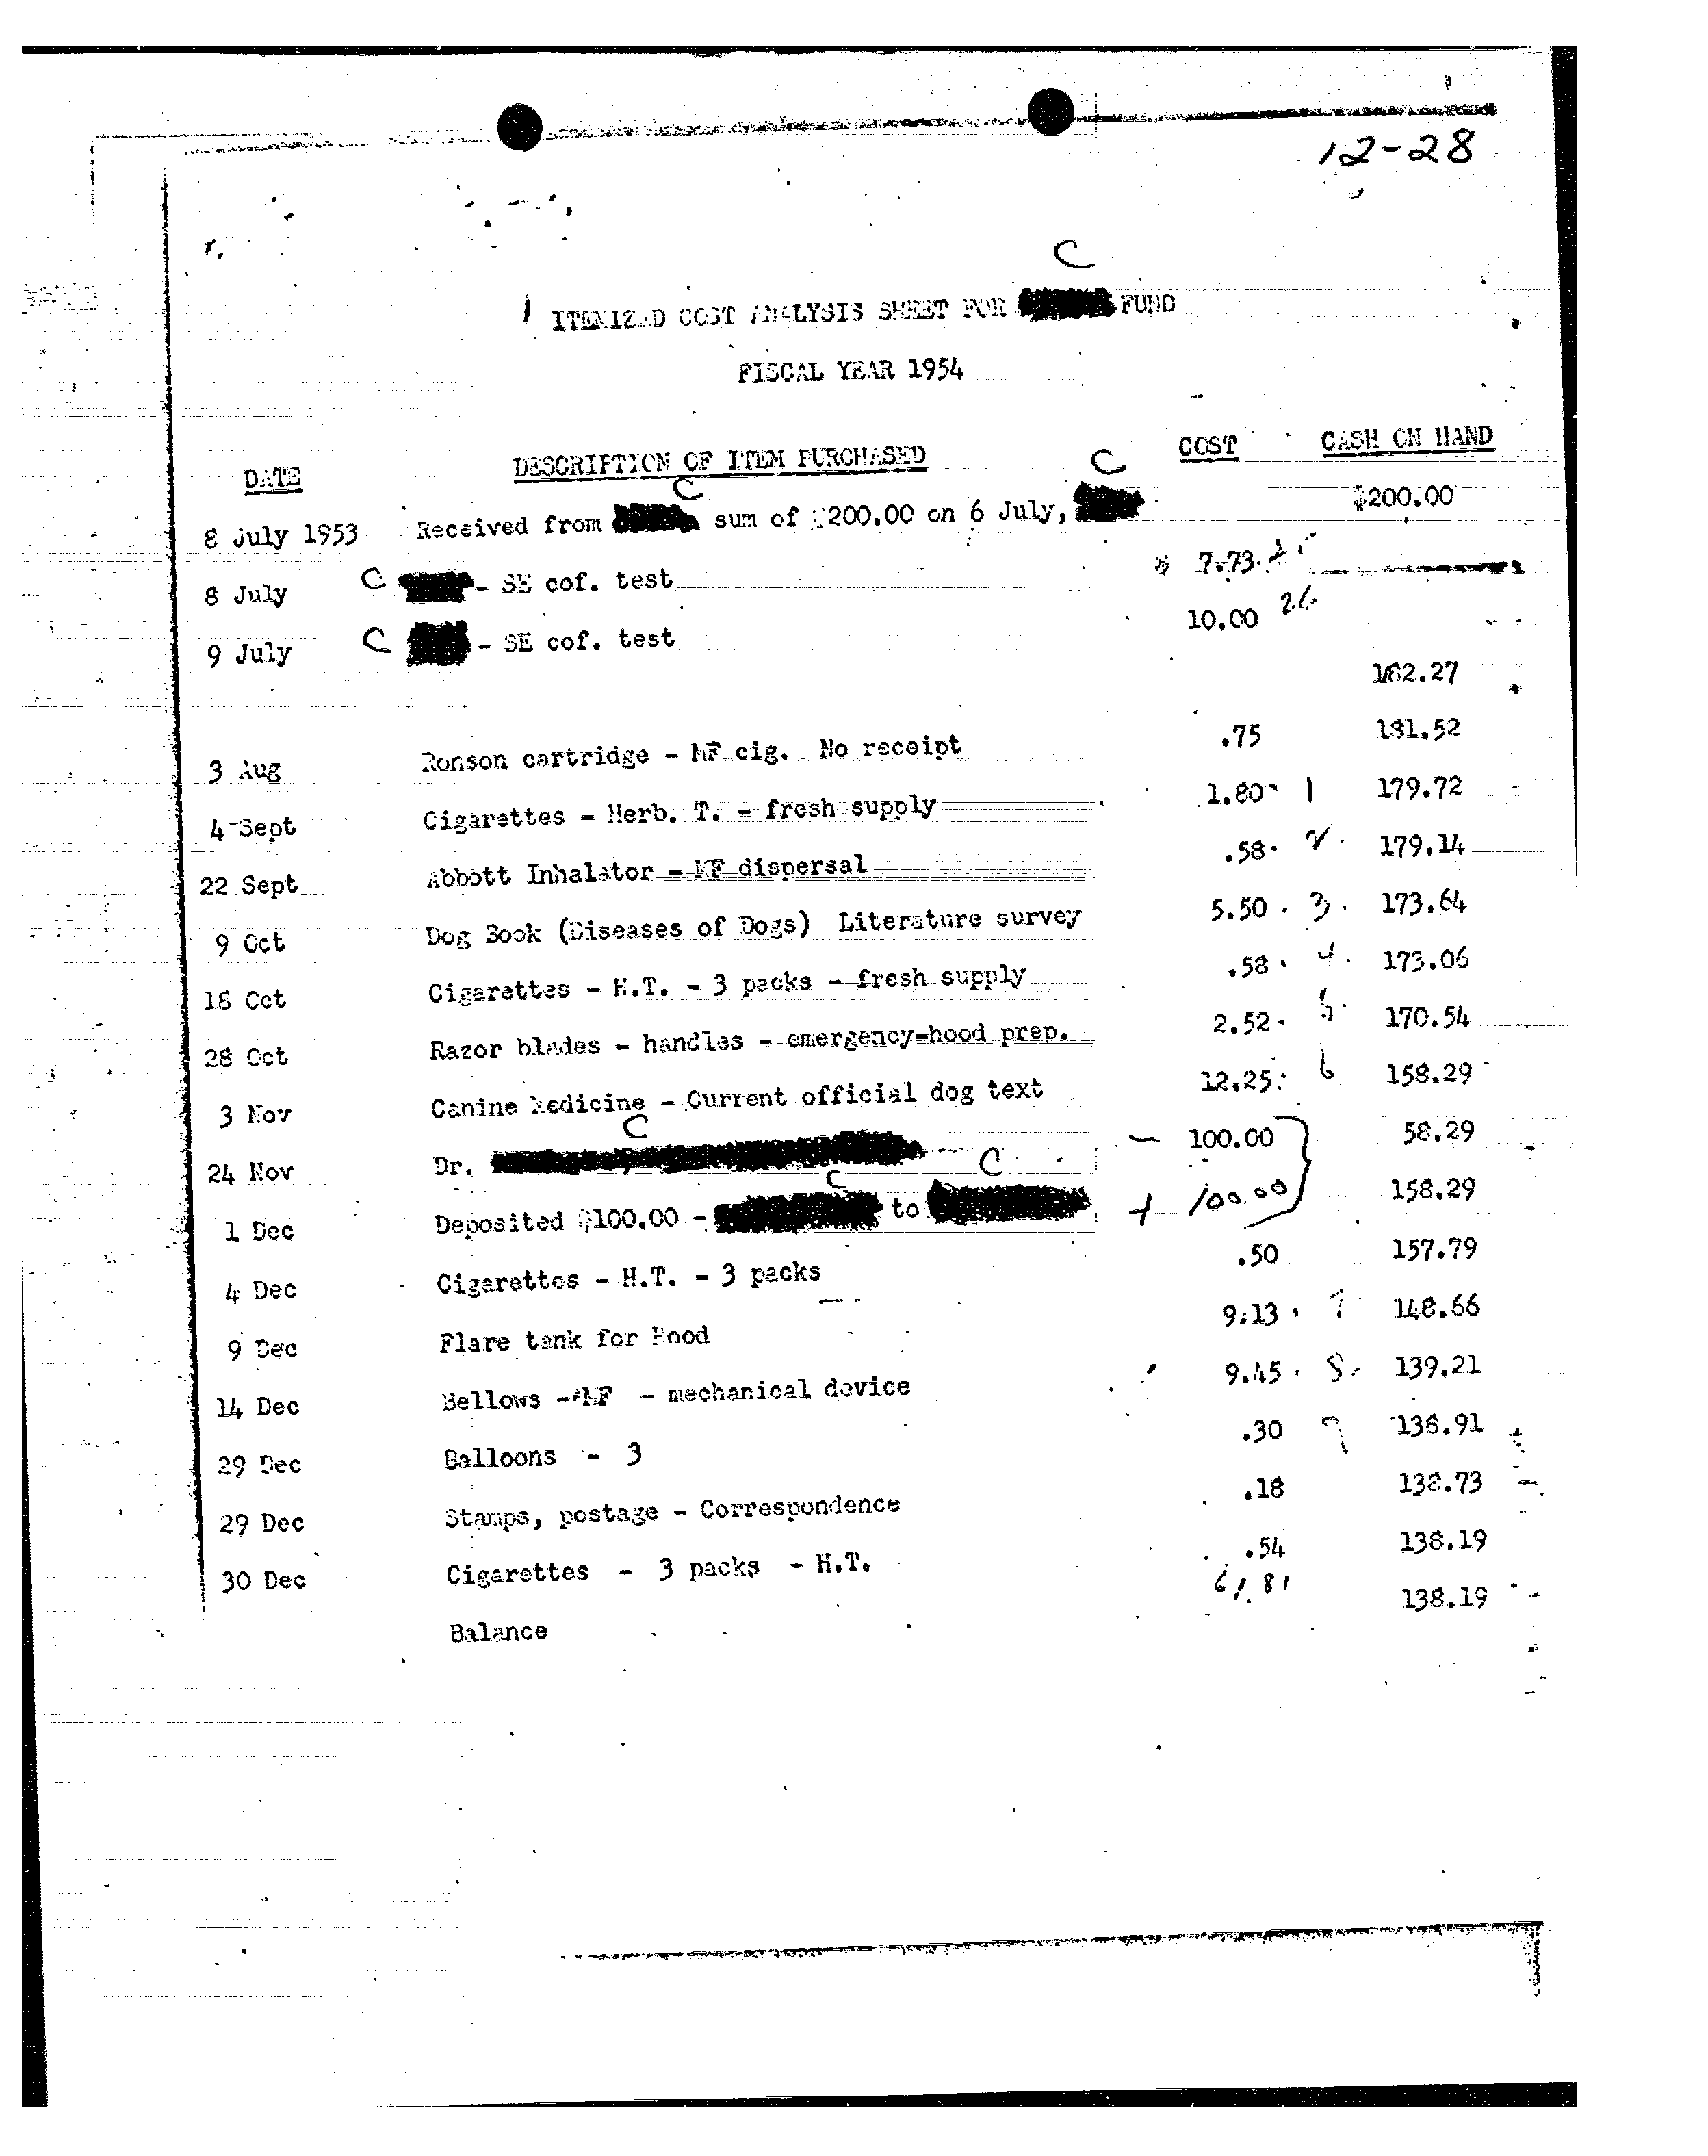 12-28
C
ITEMIZED COST ANALYSIS SHEET FOR FUND
FISCAL YEAR 1954
DATE DESCRIPTION OF ITEM PURCHASED COST CASH ON HAND
C C
8 July 1953 Received from sum of $200.00 on 6 July, $200.00
8 July C - SE cof. test $ 7.73
9 July C - SE cof. test 10.00 26
182.27
3 Aug Ronson cartridge - MF cig. No receipt .75 181.52
4 Sept Cigarettes - Herb. T. - fresh supply 1.80 1 179.72
22 Sept Abbott Inhalator - MF dispersal .58 2 179.14
9 Oct Dog Book (Diseases of Dogs) Literature survey 5.50 3. 173.64
18 Oct Cigarettes - H.T. - 3 packs - fresh supply .58 4. 173.06
28 Oct Razor blades - handles - emergency-hood prep. 2.52 5. 170.54
3 Nov Canine Medicine - Current official dog text 12.25 6 158.29
C
24 Nov Dr. - 100.00 58.29
C C
1 Dec Deposited $100.00 - to + 100.00 158.29
4 Dec Cigarettes - H.T. - 3 packs .50 157.79
9 Dec Flare tank for Hood 9.13 7 148.66
14 Dec Bellows - MF - mechanical device 9.45 8. 139.21
29 Dec Balloons - 3 .30 9 138.91
29 Dec Stamps, postage - Correspondence .18 138.73
30 Dec Cigarettes - 3 packs - H.T. .54 138.19
61.81
Balance 138.19